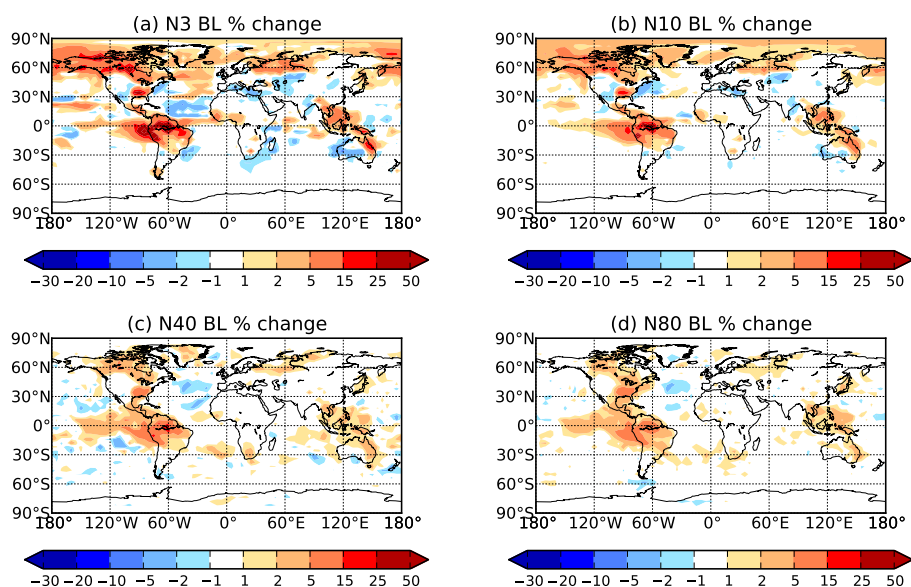 (a) N3 BL % change
(b) N10 BL % change
90°N
60°N
30°N
0°
30°S
60°S
90°S
180° 120°W 60°W 0° 60°E 120°E 180°
90°N
60°N
30°N
0°
30°S
60°S
90°S
180° 120°W 60°W 0° 60°E 120°E 180°
−30 −20 −10 −5 −2 −1 1 2 5 15 25 50
−30 −20 −10 −5 −2 −1 1 2 5 15 25 50
(c) N40 BL % change
(d) N80 BL % change
90°N
60°N
30°N
0°
30°S
60°S
90°S
180° 120°W 60°W 0° 60°E 120°E 180°
90°N
60°N
30°N
0°
30°S
60°S
90°S
180° 120°W 60°W 0° 60°E 120°E 180°
−30 −20 −10 −5 −2 −1 1 2 5 15 25 50
−30 −20 −10 −5 −2 −1 1 2 5 15 25 50